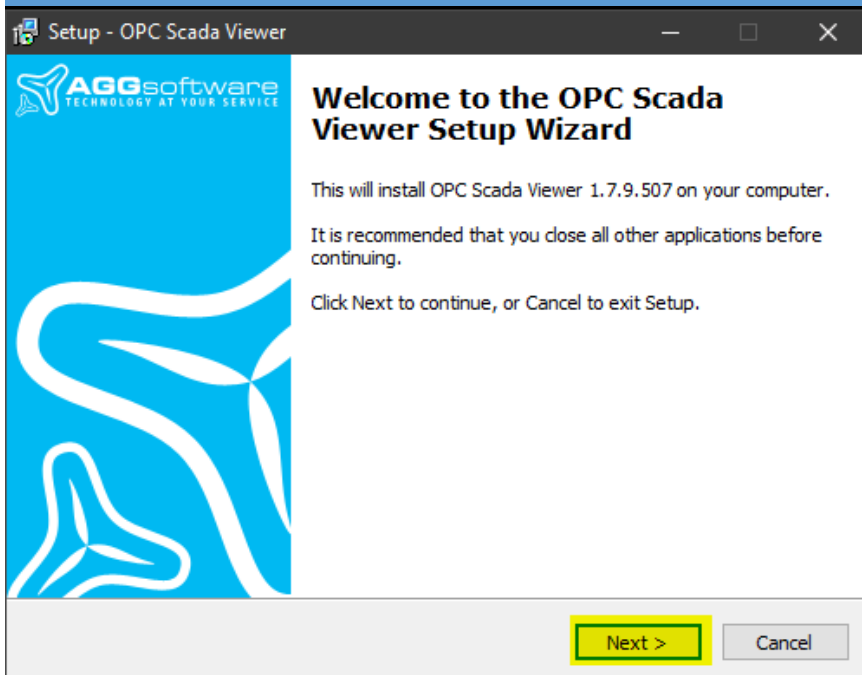 Setup - OPC Scada Viewer
AGGsoftware
TECHNOLOGY AT YOUR SERVICE
Welcome to the OPC Scada
Viewer Setup Wizard
This will install OPC Scada Viewer 1.7.9.507 on your computer.
It is recommended that you close all other applications before
continuing.
Click Next to continue, or Cancel to exit Setup.
Next >
Cancel